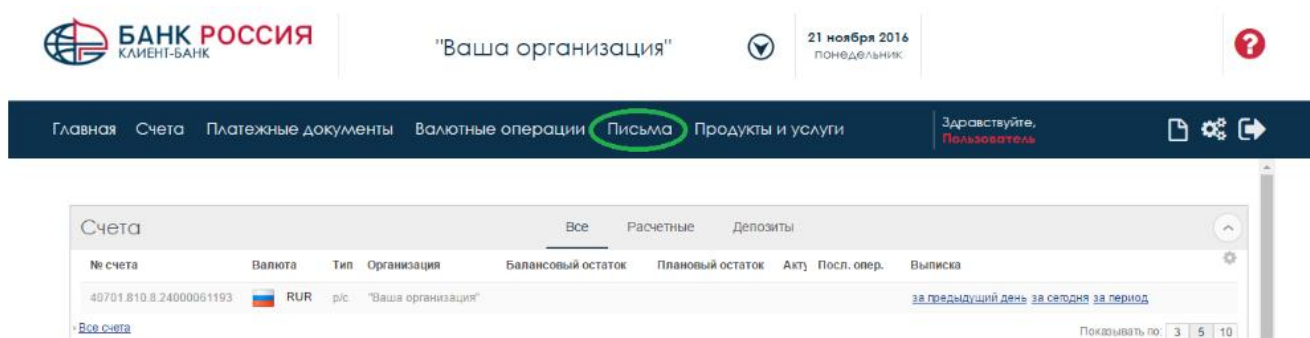 БАНК РОССИЯ
КЛИЕНТ-БАНК
"Ваша организация"
21 ноября 2016
понедельник
?
Главная Счета Платежные документы Валютные операции Письма Продукты и услуги
Здравствуйте,
Пользователь
Счета Все Расчетные Депозиты
№ счета Валюта Тип Организация Балансовый остаток Плановый остаток Акту Посл. опер. Выписка
40701.810.8.24000061193 RUR р/с "Ваша организация" за предыдущий день за сегодня за период
Все счета Показывать по: 3 5 10